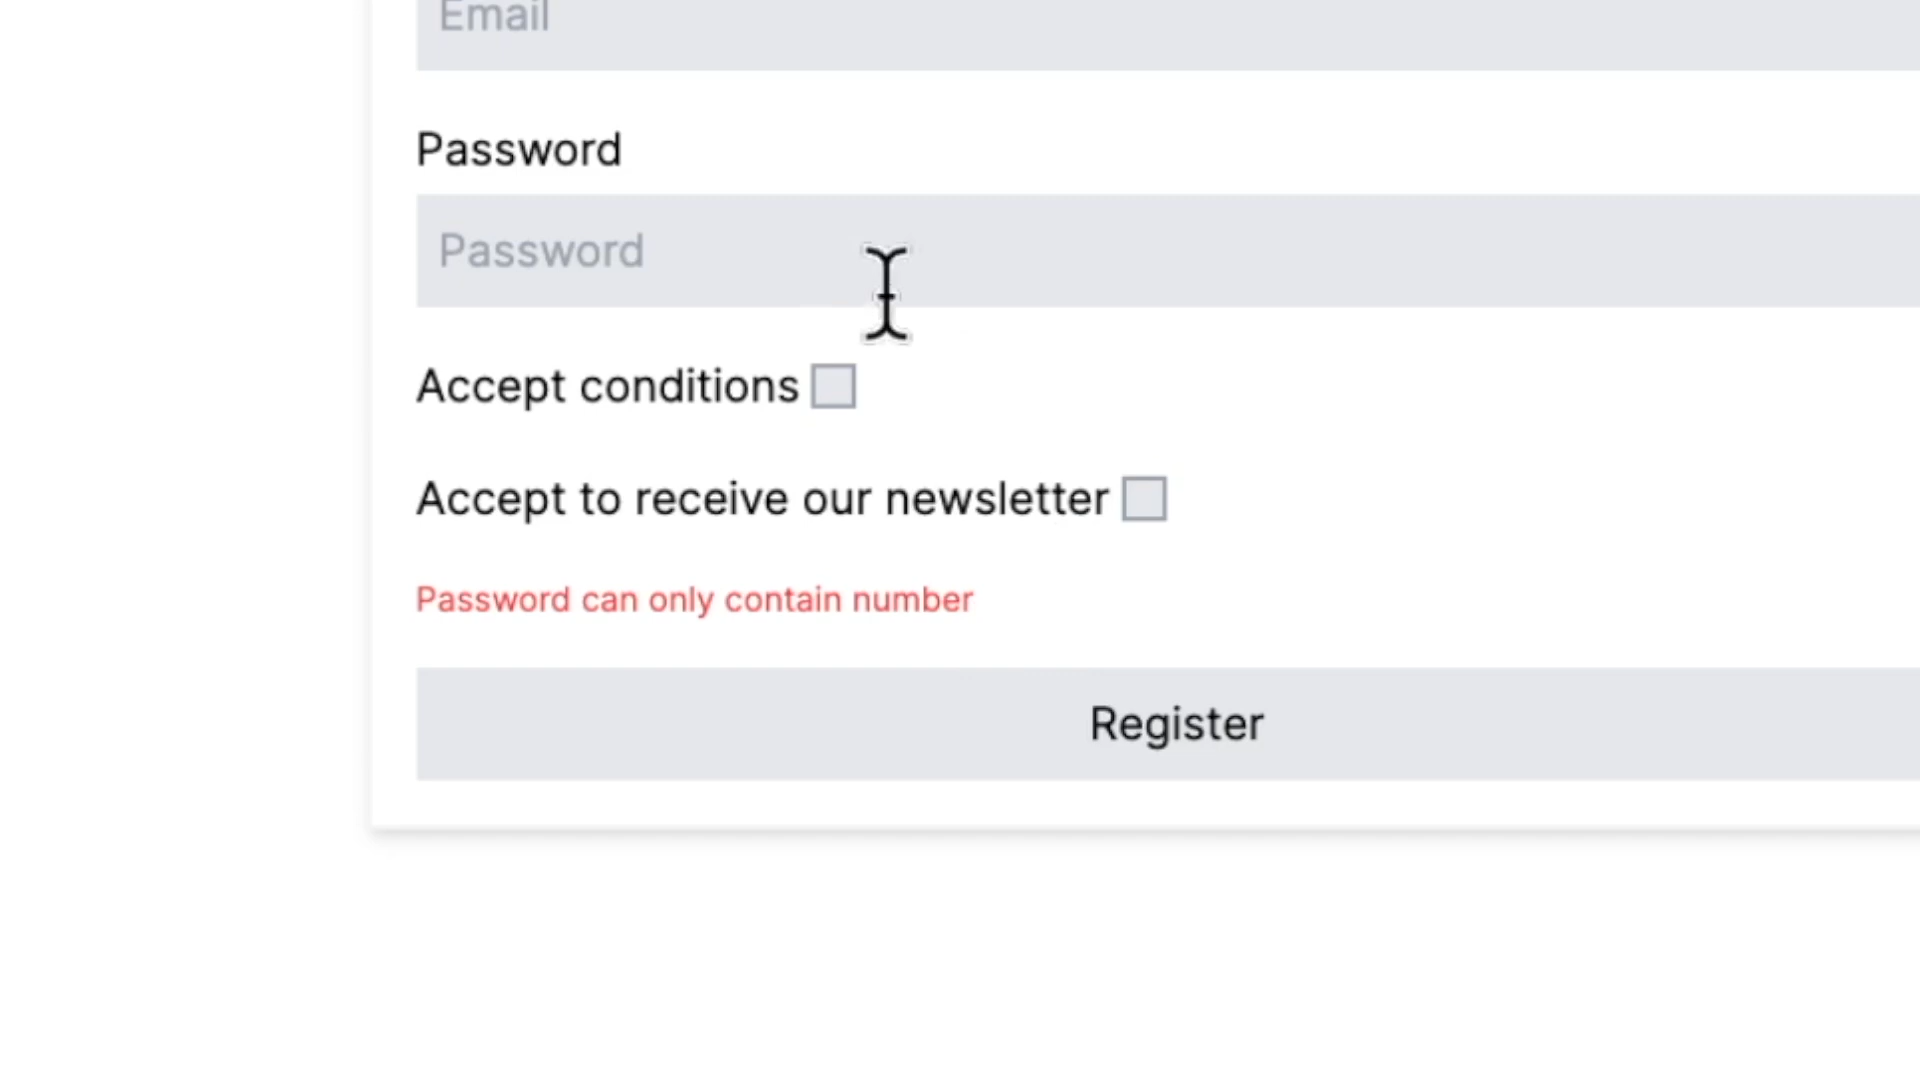 Email
Password
Password
Accept conditions
Accept to receive our newsletter
Password can only contain number
Register